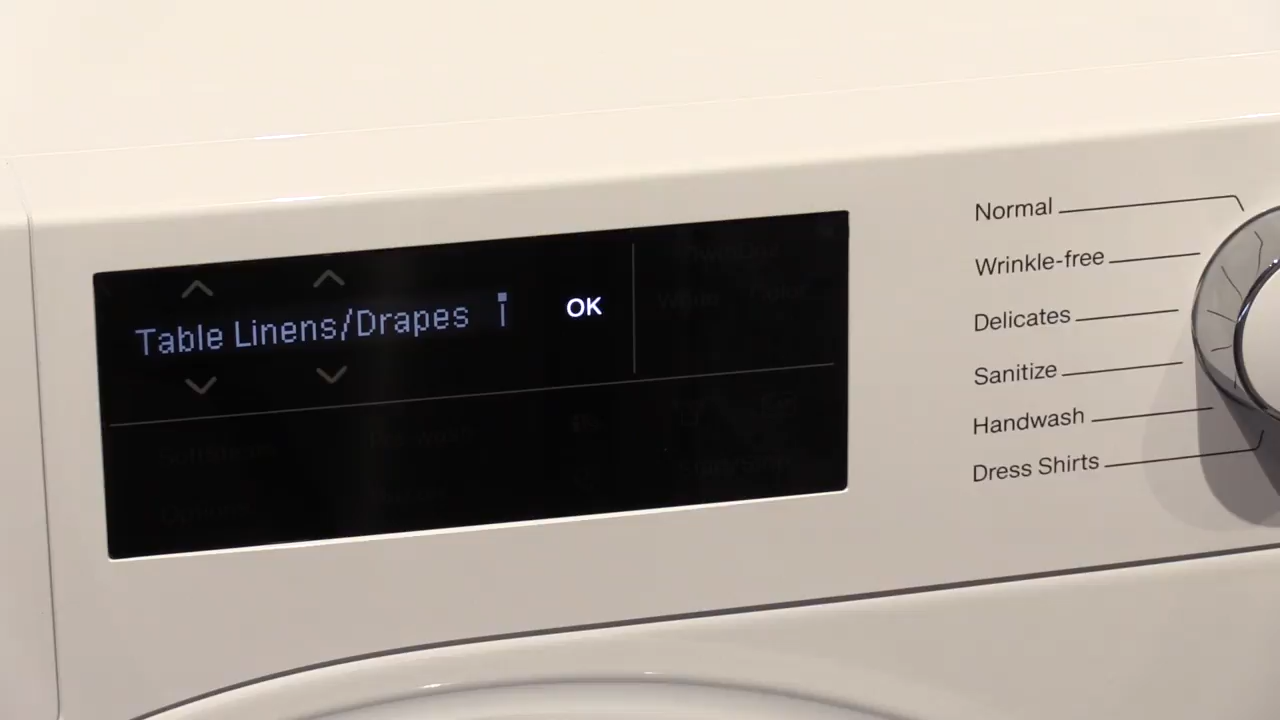 Table Linens/Drapes
OK
Normal
Wrinkle-free
Delicates
Sanitize
Handwash
Dress Shirts